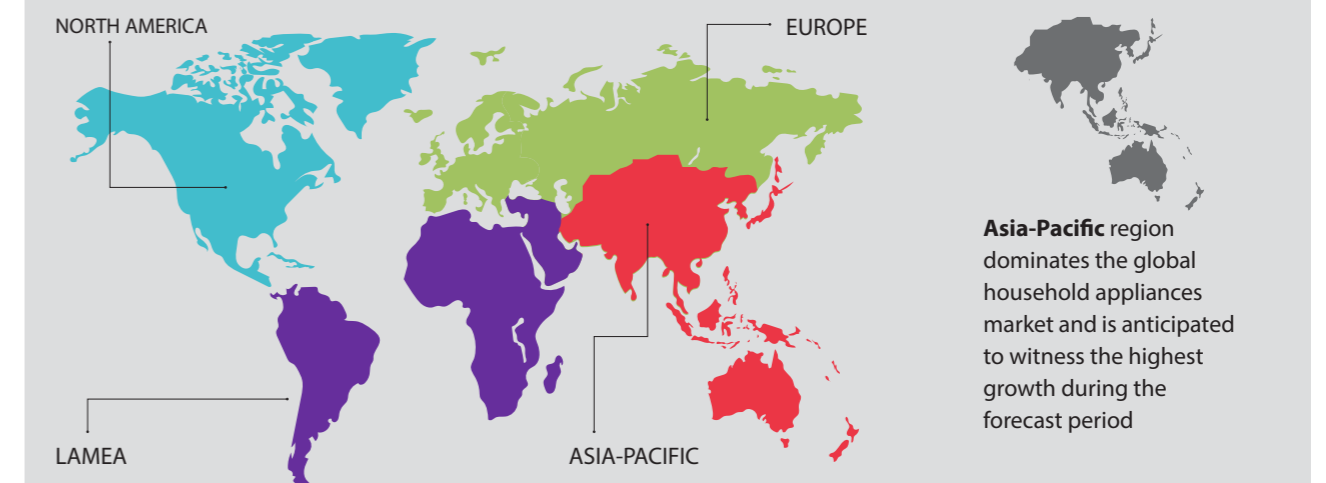 NORTH AMERICA
EUROPE
LAMEA
ASIA-PACIFIC
Asia-Pacific region
dominates the global
household appliances
market and is anticipated
to witness the highest
growth during the
forecast period